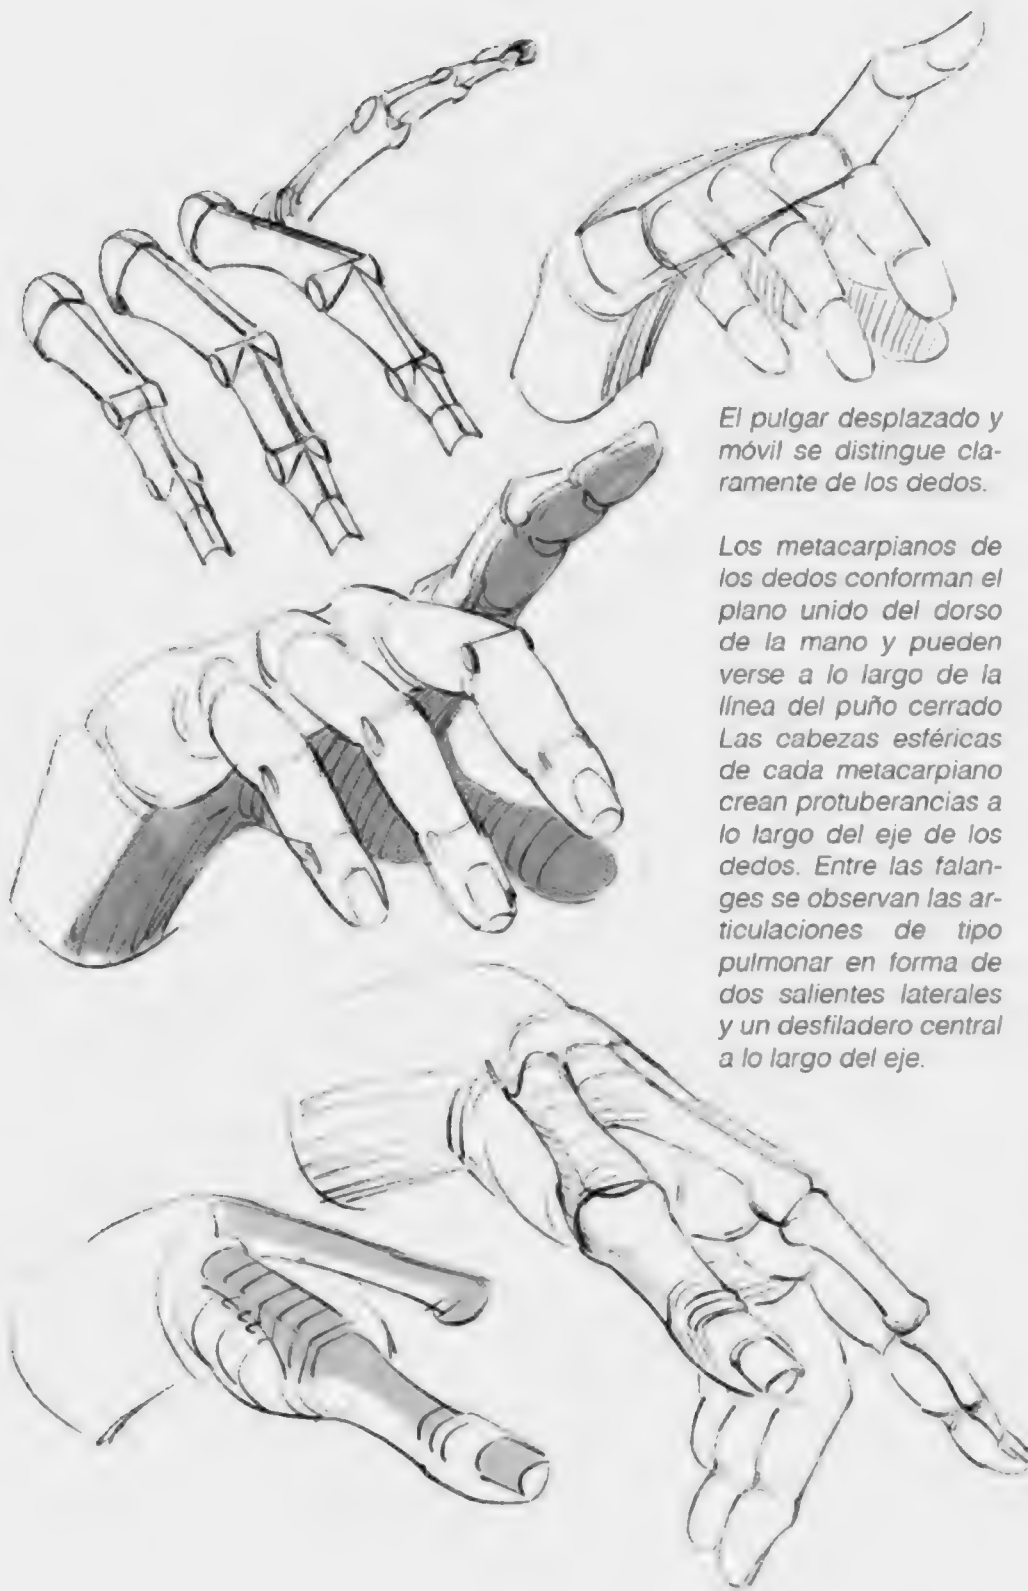 El pulgar desplazado y
móvil se distingue cla-
ramente de los dedos.
Los metacarpianos de
los dedos conforman el
plano unido del dorso
de la mano y pueden
verse a lo largo de la
línea del puño cerrado
Las cabezas esféricas
de cada metacarpiano
crean protuberancias a
lo largo del eje de los
dedos. Entre las falan-
ges se observan las ar-
ticulaciones de tipo
pulmonar en forma de
dos salientes laterales
y un desfiladero central
a lo largo del eje.